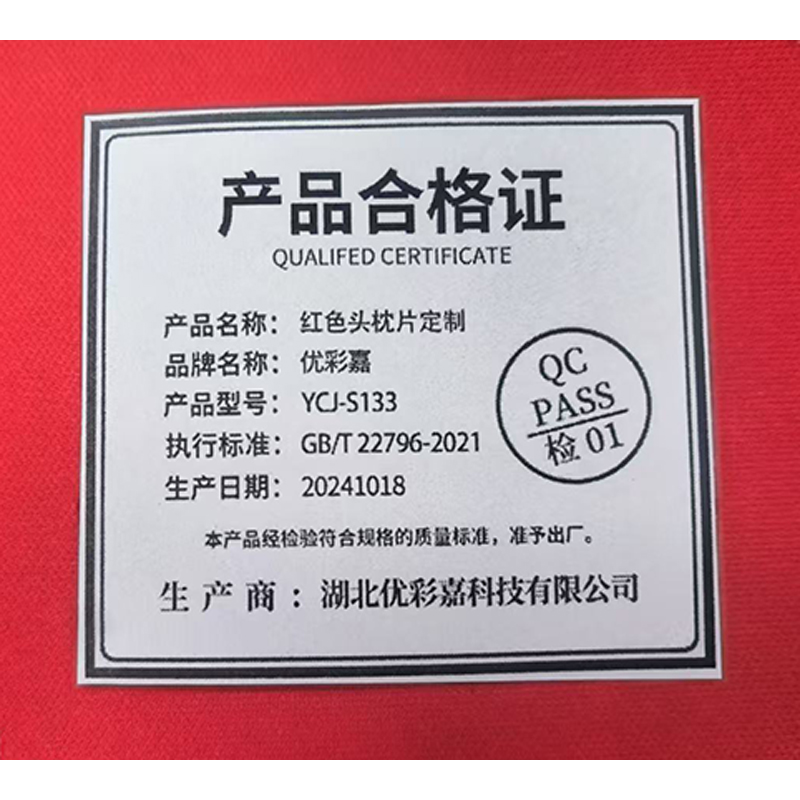 产品合格证
QUALIFED CERTIFICATE
产品名称： 红色头枕片定制
品牌名称： 优彩嘉
产品型号： YCJ-S133
执行标准： GB/T 22796-2021
生产日期： 20241018
QC
PASS
检 01
本产品经检验符合规格的质量标准，准予出厂。
生产商：湖北优彩嘉科技有限公司